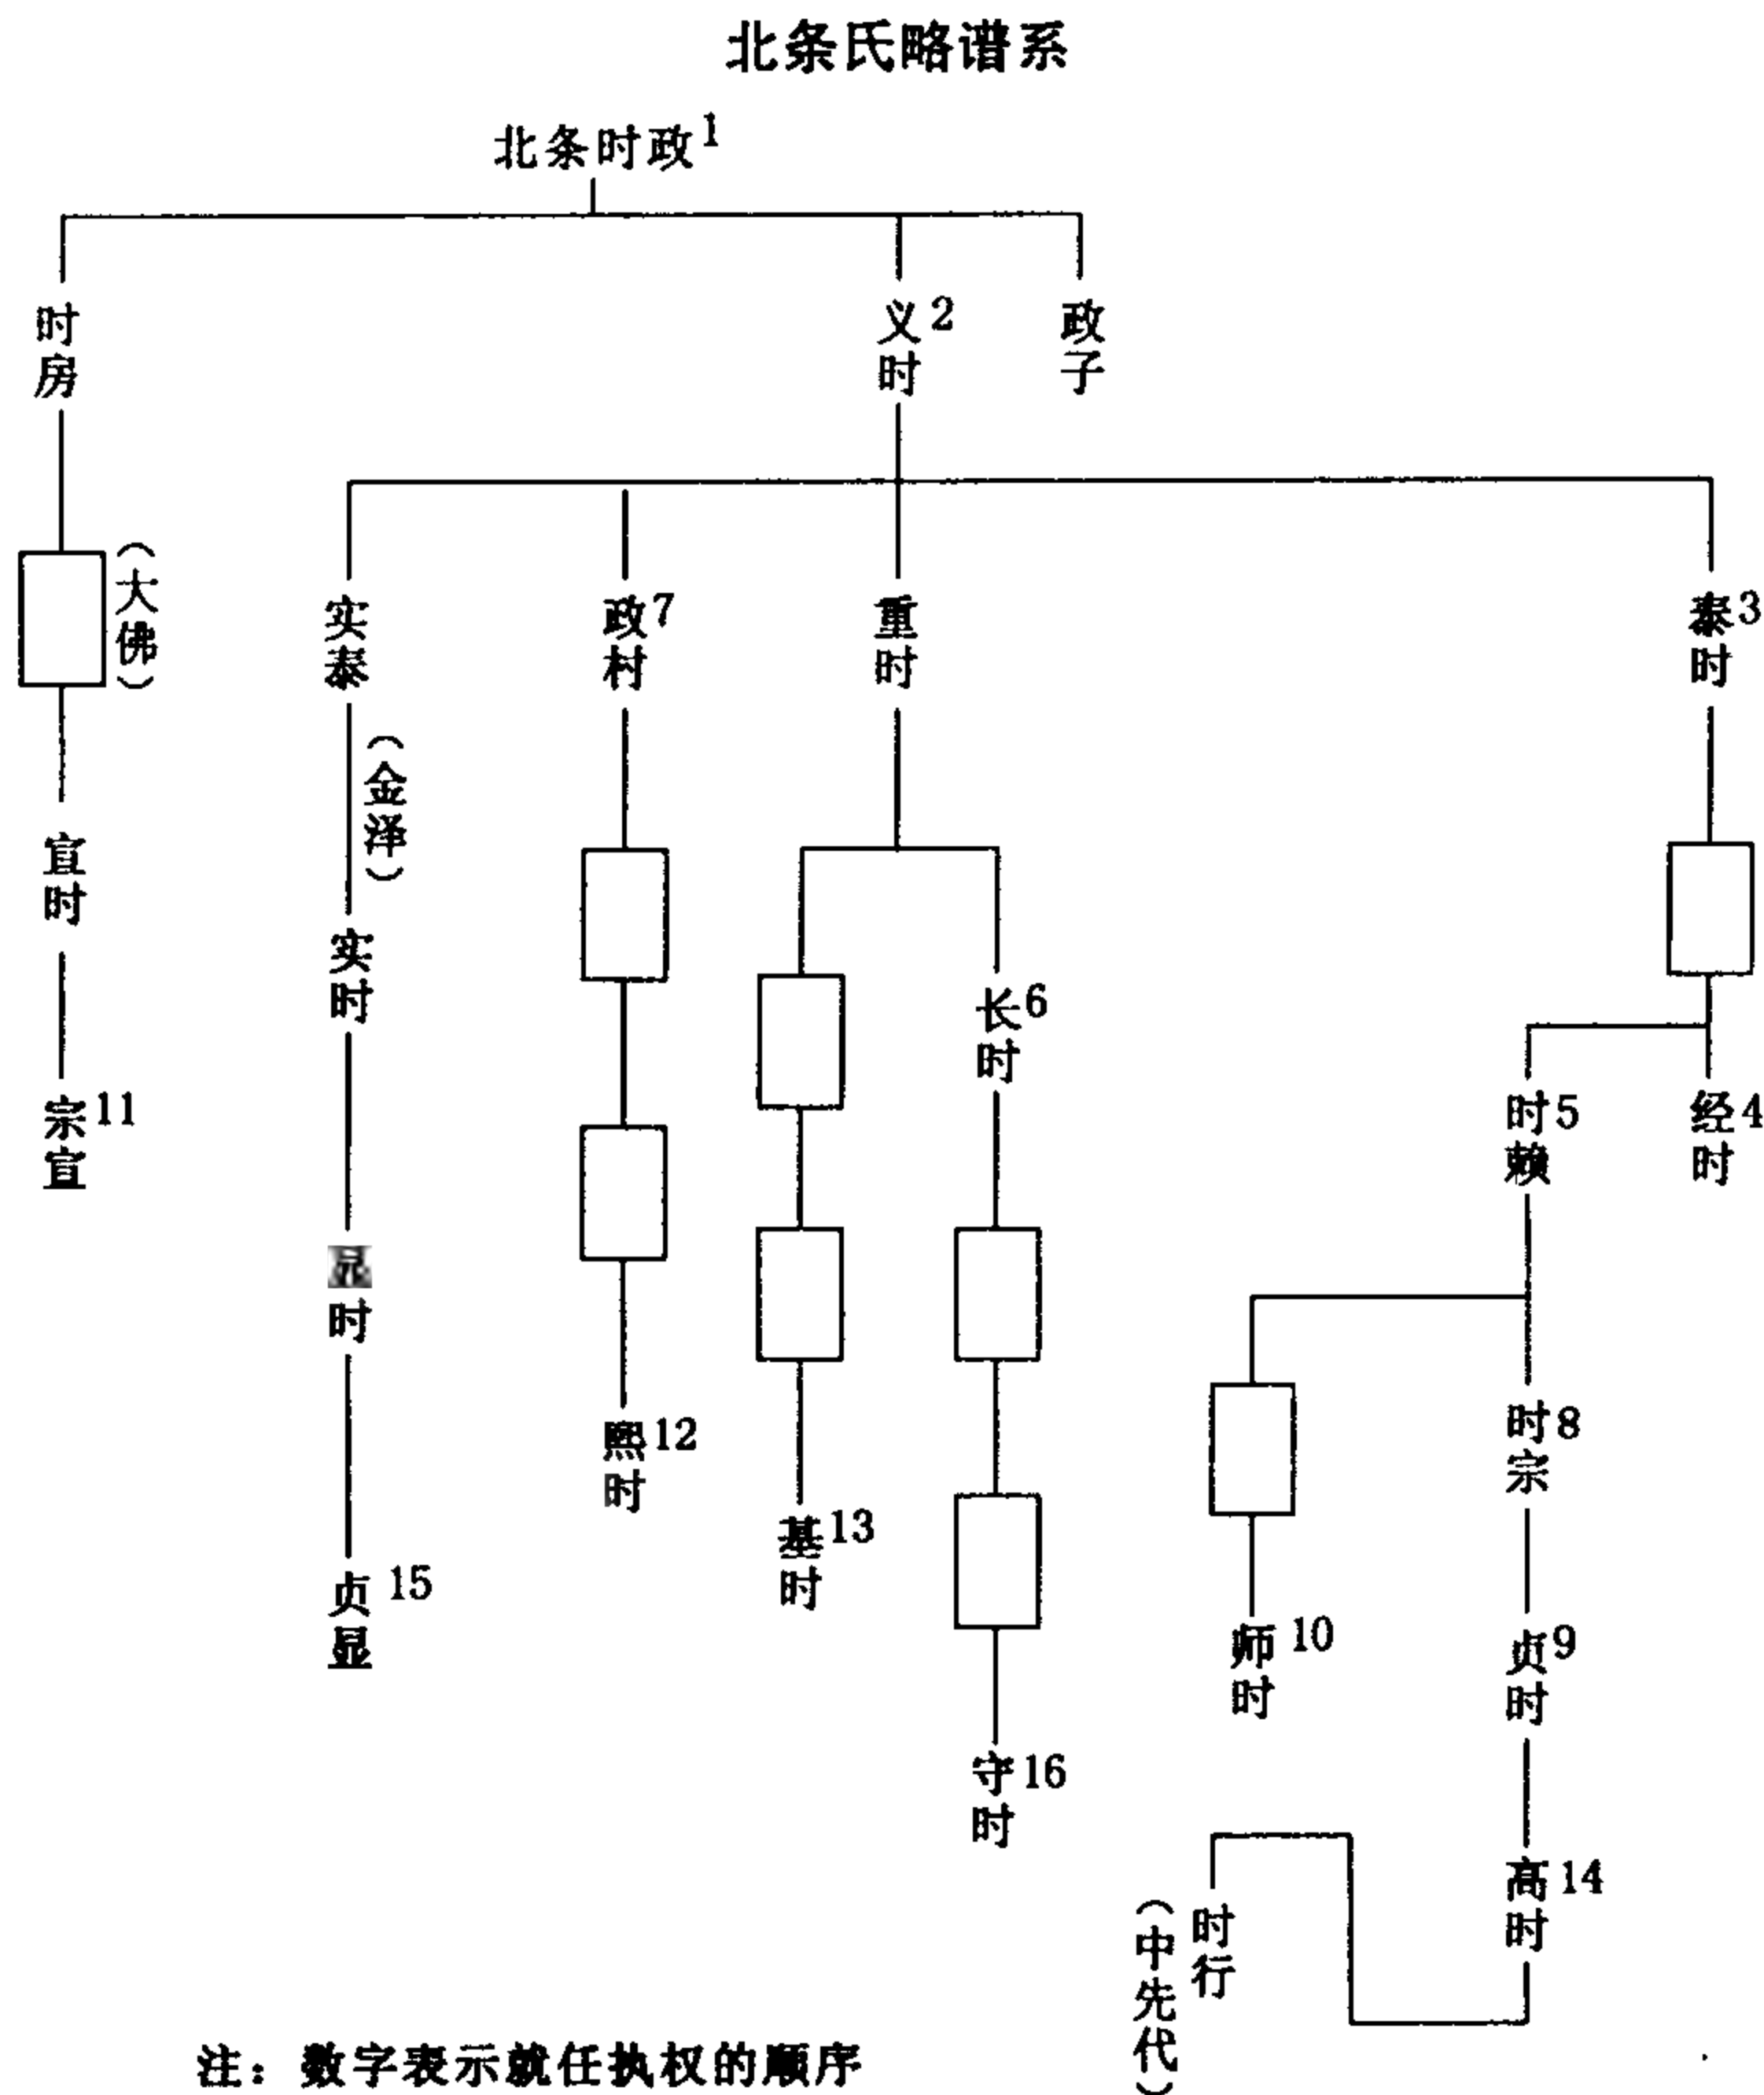 北条氏略谱系
北条时政1
时房
义时2
政子
(大佛)
实泰
政村7
重时
泰时3
(金泽)
宣时
实时
长时6
宗宣11
时赖5
经时4
时
熙时12
时宗8
基时13
贞显15
师时10
贞时9
守时16
高时14
时行
(中先代)
注：数字表示就任执权的顺序